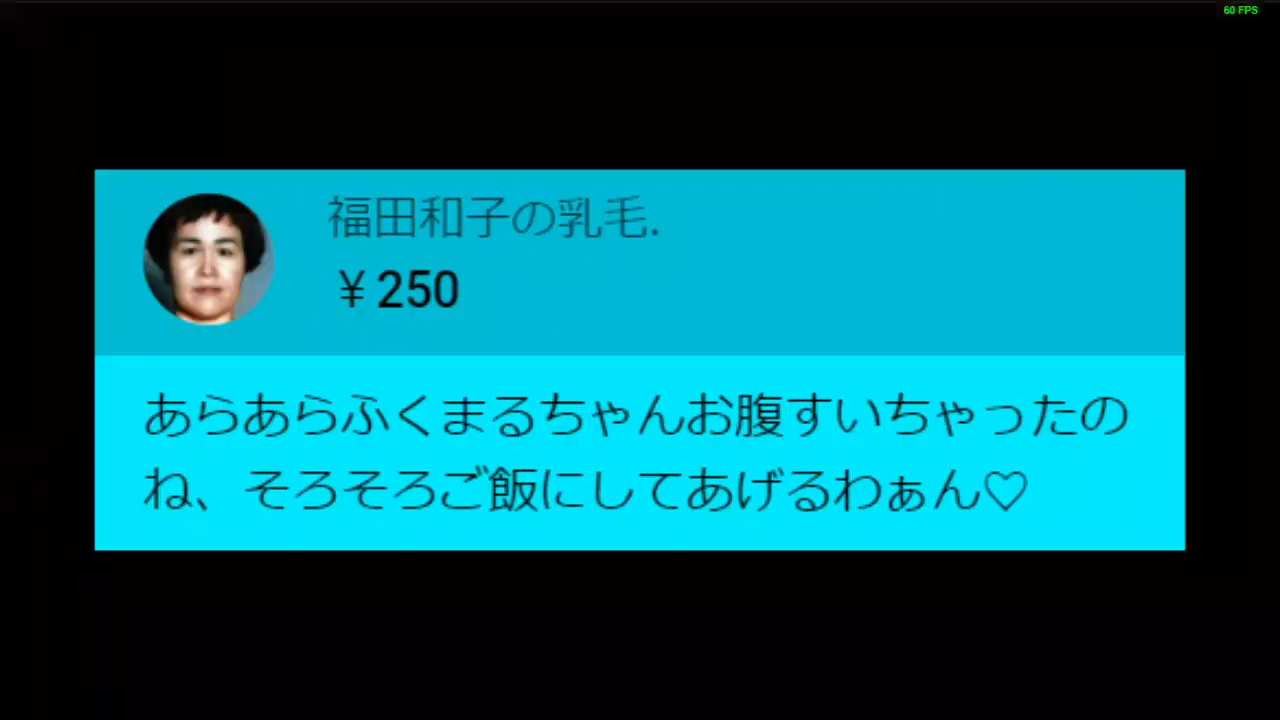 60 FPS
福田和子の乳毛.
￥250
あらあらふくまるちゃんお腹すいちゃったの
ね、そろそろご飯にしてあげるわぁん♡